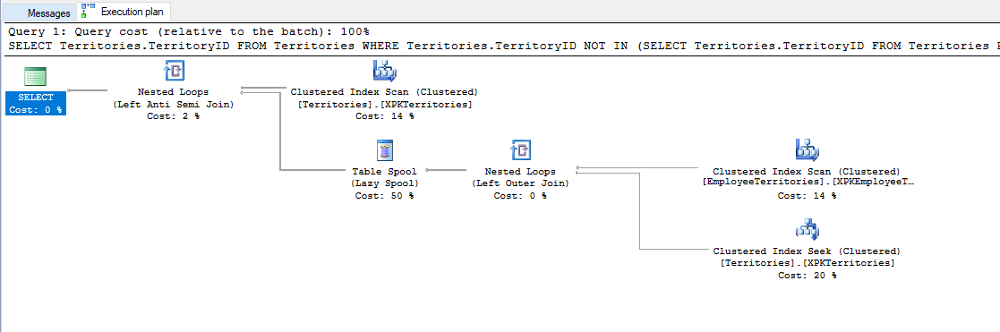 Messages
Execution plan
Query 1: Query cost (relative to the batch): 100%
SELECT Territories.TerritoryID FROM Territories WHERE Territories.TerritoryID NOT IN (SELECT Territories.TerritoryID FROM Territories
SELECT
Cost: 0 %
Nested Loops
(Left Anti Semi Join)
Cost: 2 %
Clustered Index Scan (Clustered)
[Territories].[XPKTerritories]
Cost: 14 %
Table Spool
(Lazy Spool)
Cost: 50 %
Nested Loops
(Left Outer Join)
Cost: 0 %
Clustered Index Scan (Clustered)
[EmployeeTerritories].[XPKEmployeeT…
Cost: 14 %
Clustered Index Seek (Clustered)
[Territories].[XPKTerritories]
Cost: 20 %